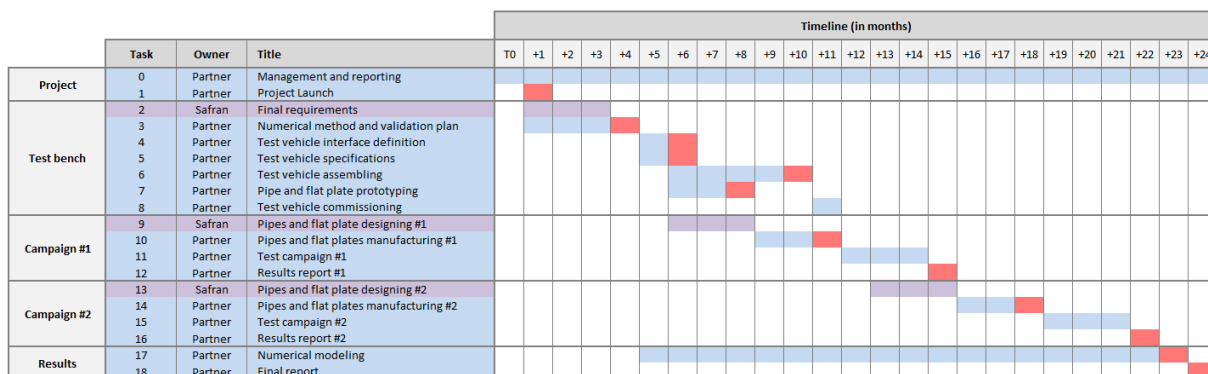 Timeline (in months)
Task Owner Title T0 +1 +2 +3 +4 +5 +6 +7 +8 +9 +10 +11 +12 +13 +14 +15 +16 +17 +18 +19 +20 +21 +22 +23 +24
Project
0 Partner Management and reporting
1 Partner Project Launch
Test bench
2 Safran Final requirements
3 Partner Numerical method and validation plan
4 Partner Test vehicle interface definition
5 Partner Test vehicle specifications
6 Partner Test vehicle assembling
7 Partner Pipe and flat plate prototyping
8 Partner Test vehicle commissioning
Campaign #1
9 Safran Pipes and flat plate designing #1
10 Partner Pipes and flat plates manufacturing #1
11 Partner Test campaign #1
12 Partner Results report #1
Campaign #2
13 Safran Pipes and flat plate designing #2
14 Partner Pipes and flat plates manufacturing #2
15 Partner Test campaign #2
16 Partner Results report #2
Results
17 Partner Numerical modeling
18 Partner Final report